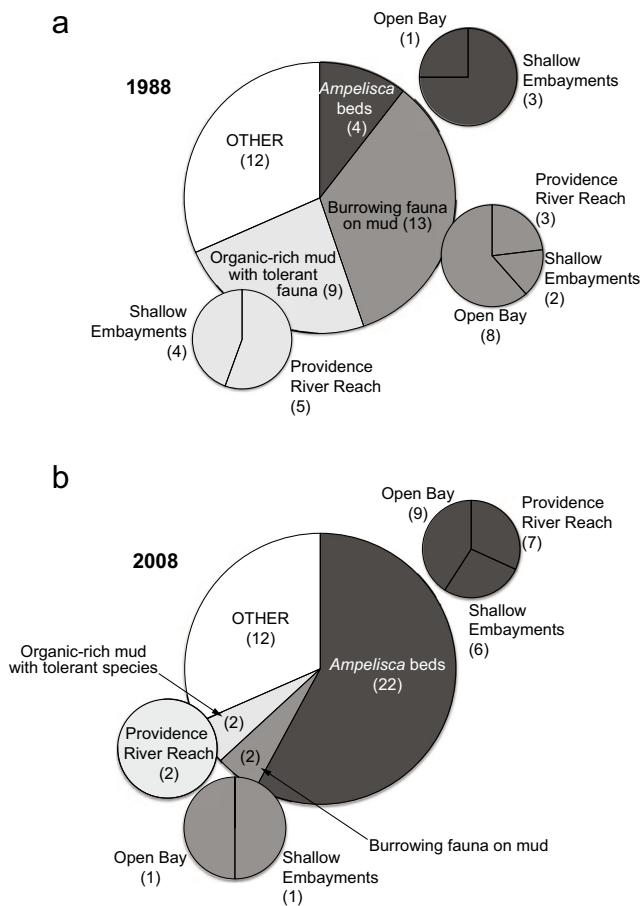 a
1988
Open Bay
(1)
Shallow
Embayments
(3)
Ampelisca
beds
(4)
OTHER
(12)
Burrowing fauna
on mud (13)
Providence
River Reach
(3)
Shallow
Embayments
(2)
Open Bay
(8)
Organic-rich mud
with tolerant
fauna (9)
Shallow
Embayments
(4)
Providence
River Reach
(5)
b
2008
Open Bay
(9)
Providence
River Reach
(7)
Shallow
Embayments
(6)
OTHER
(12)
Ampelisca beds
(22)
Organic-rich mud
with tolerant species
(2)
(2)
Providence
River Reach
(2)
Burrowing fauna on mud
Open Bay
(1)
Shallow
Embayments
(1)